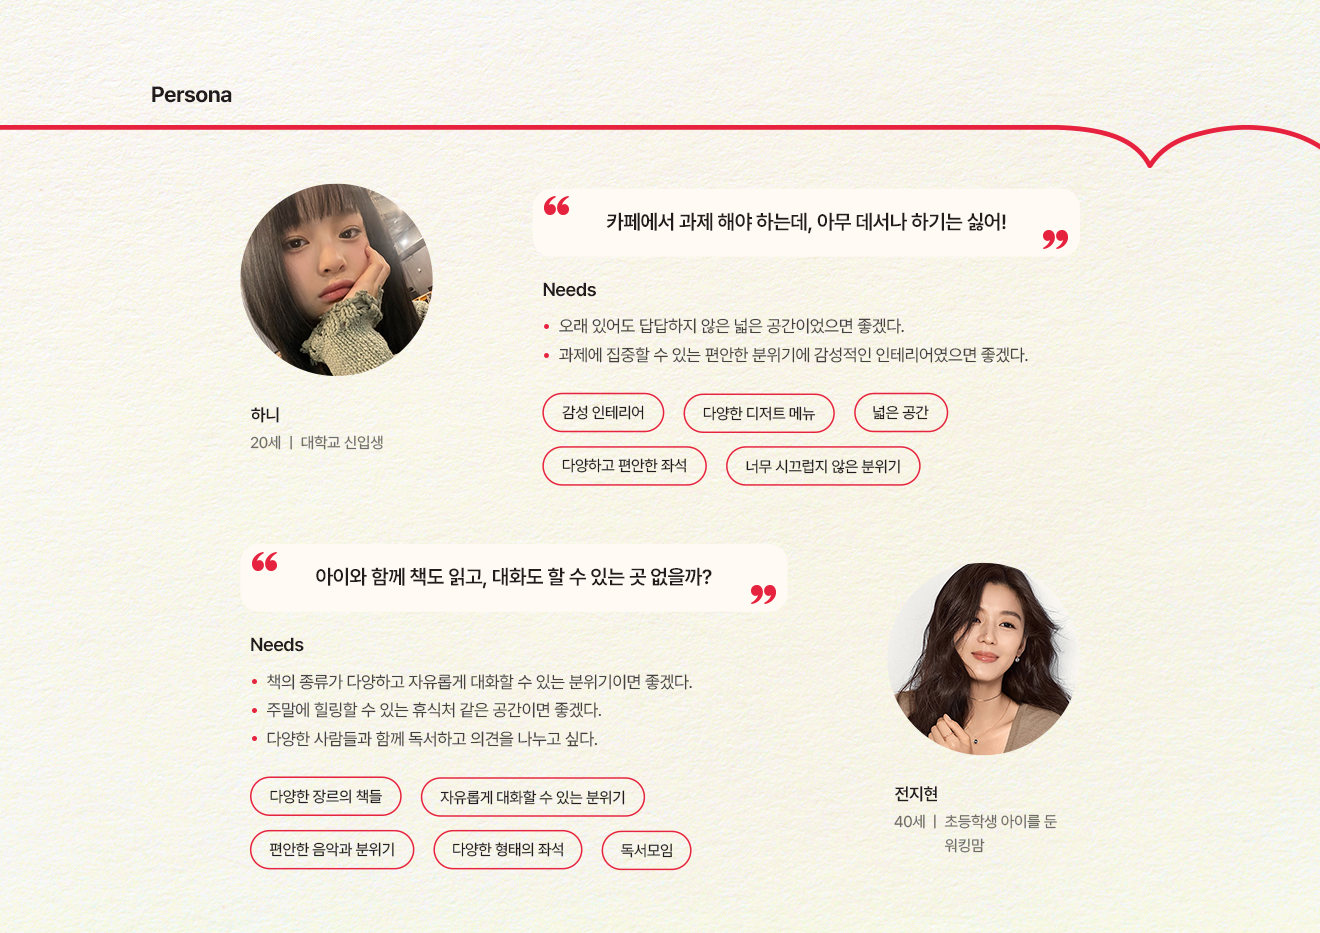 Persona
“
카페에서 과제 해야 하는데, 아무 데서나 하기는 싫어!
”
Needs
• 오래 있어도 답답하지 않은 넓은 공간이었으면 좋겠다.
• 과제에 집중할 수 있는 편안한 분위기에 감성적인 인테리어였으면 좋겠다.
감성 인테리어
다양한 디저트 메뉴
넓은 공간
다양하고 편안한 좌석
너무 시끄럽지 않은 분위기
하니
20세 | 대학교 신입생
“
아이와 함께 책도 읽고, 대화도 할 수 있는 곳 없을까?
”
Needs
• 책의 종류가 다양하고 자유롭게 대화할 수 있는 분위기이면 좋겠다.
• 주말에 힐링할 수 있는 휴식처 같은 공간이면 좋겠다.
• 다양한 사람들과 함께 독서하고 의견을 나누고 싶다.
다양한 장르의 책들
자유롭게 대화할 수 있는 분위기
편안한 음악과 분위기
다양한 형태의 좌석
독서모임
전지현
40세 | 초등학생 아이를 둔
워킹맘